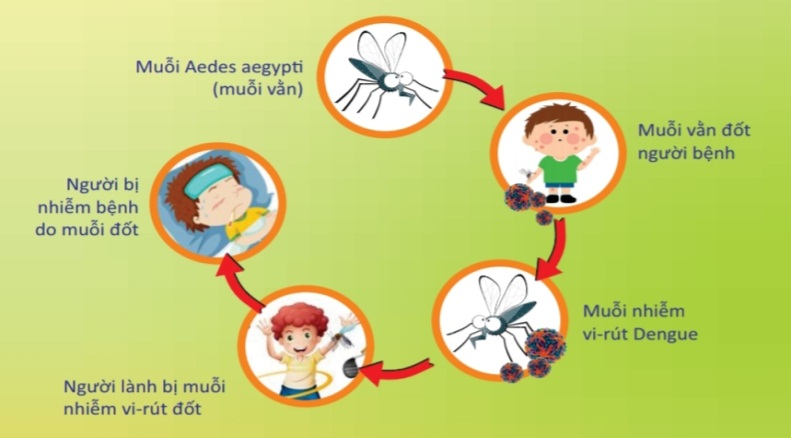 Muỗi Aedes aegypti
(muỗi vằn)
Muỗi vằn đốt
người bệnh
Muỗi nhiễm
vi-rút Dengue
Người lành bị muỗi
nhiễm vi-rút đốt
Người bị
nhiễm bệnh
do muỗi đốt